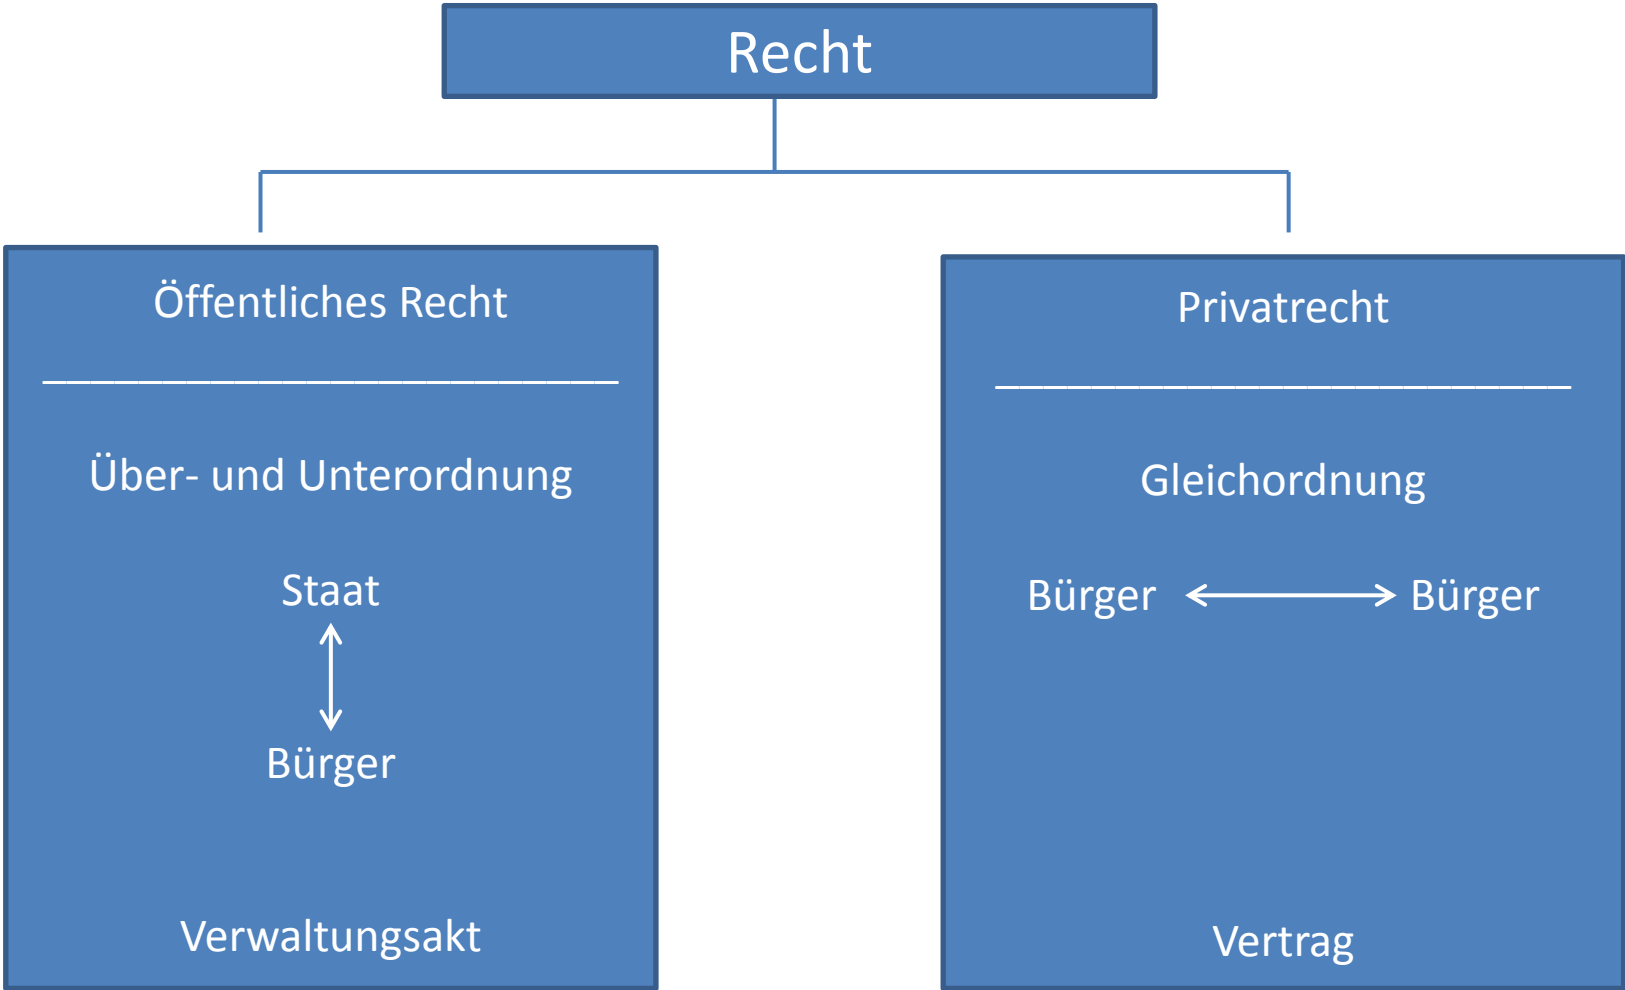 Recht
Öffentliches Recht
Über- und Unterordnung
Staat
Bürger
Verwaltungsakt
Privatrecht
Gleichordnung
Bürger Bürger
Vertrag